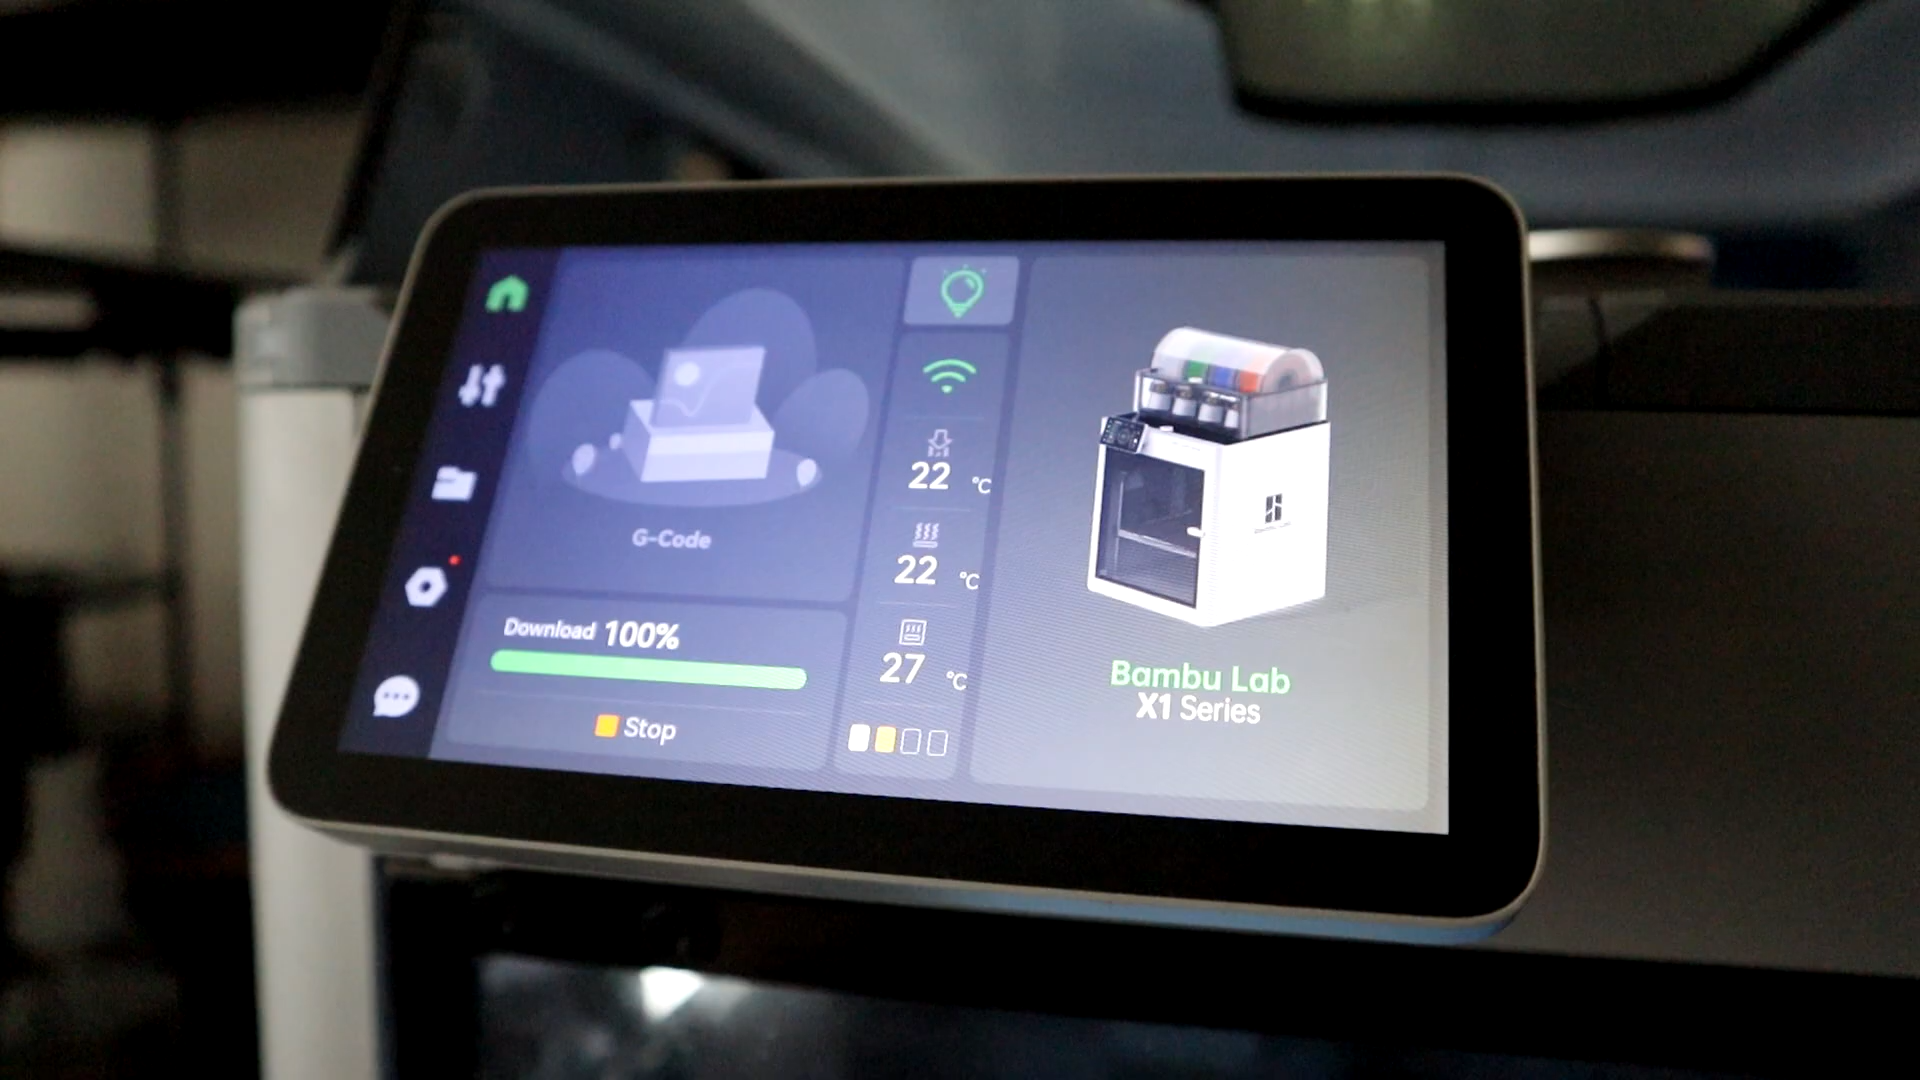 G-Code
Download 100%
Stop
22 °C
22 °C
27 °C
Bambu Lab
X1 Series